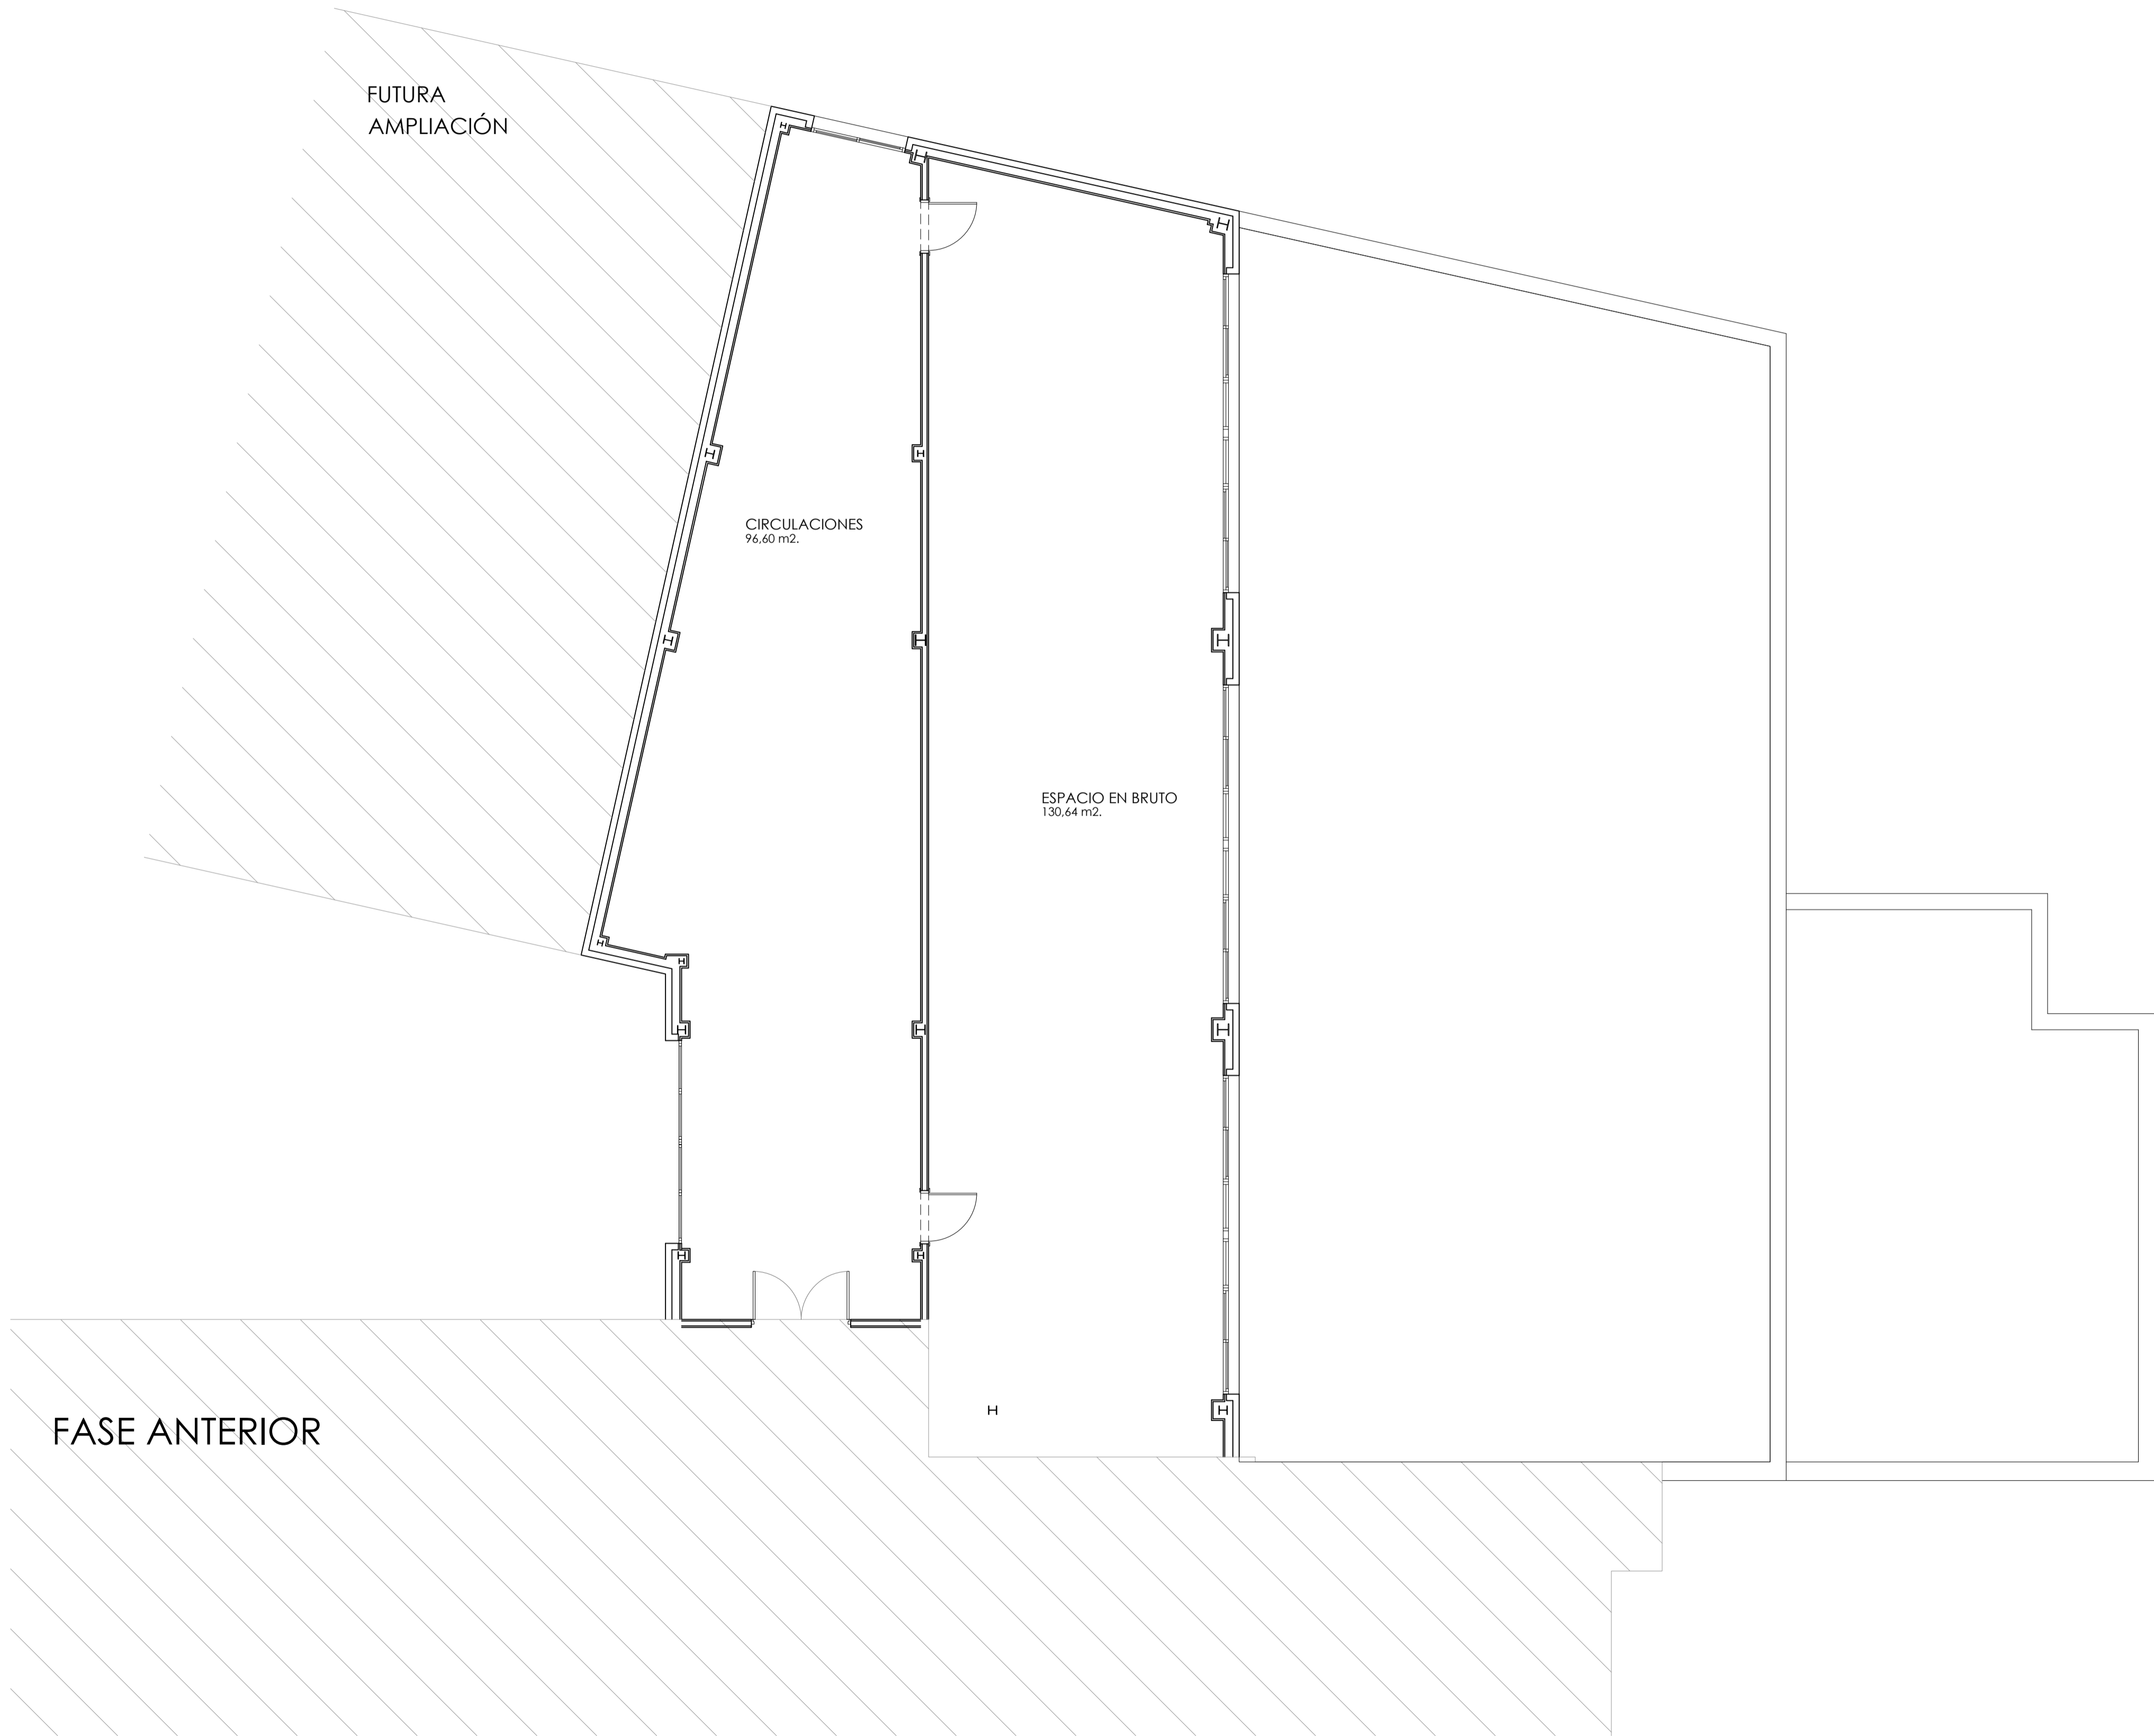 FUTURA
AMPLIACIÓN
CIRCULACIONES
96,60 m2.
ESPACIO EN BRUTO
130,64 m2.
FASE ANTERIOR